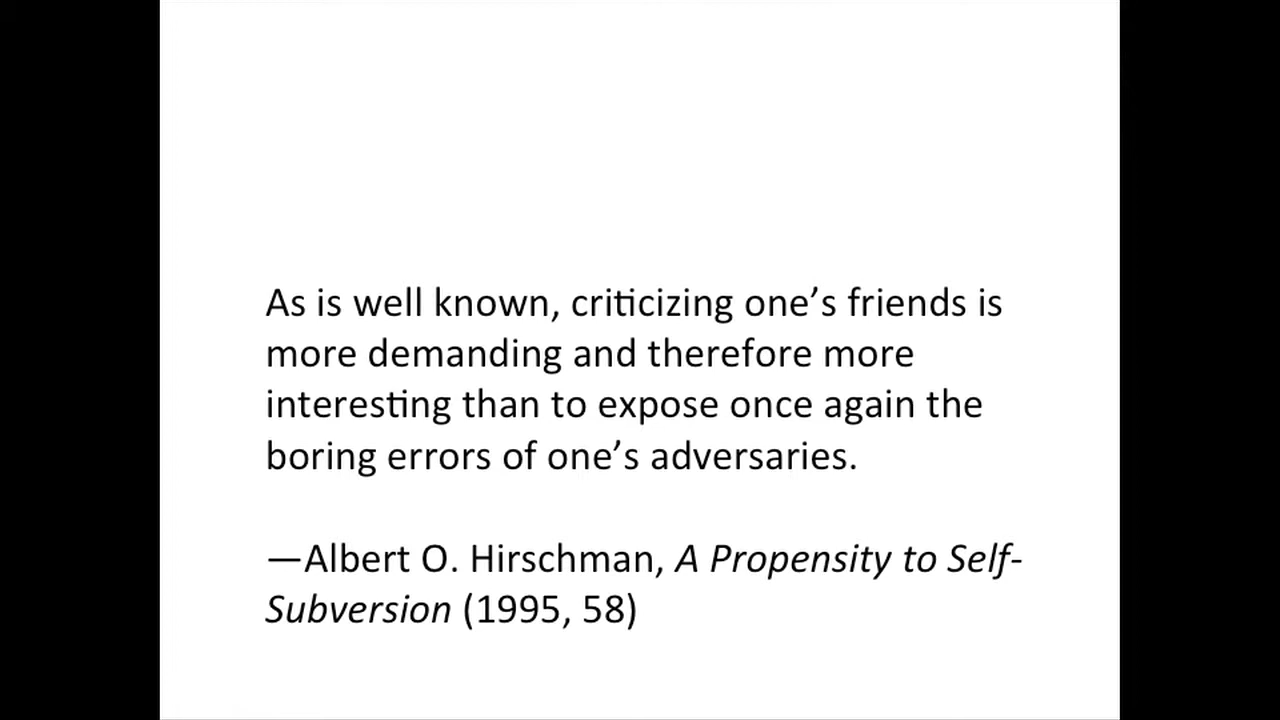 As is well known, criticizing one’s friends is
more demanding and therefore more
interesting than to expose once again the
boring errors of one’s adversaries.
—Albert O. Hirschman, A Propensity to Self-
Subversion (1995, 58)